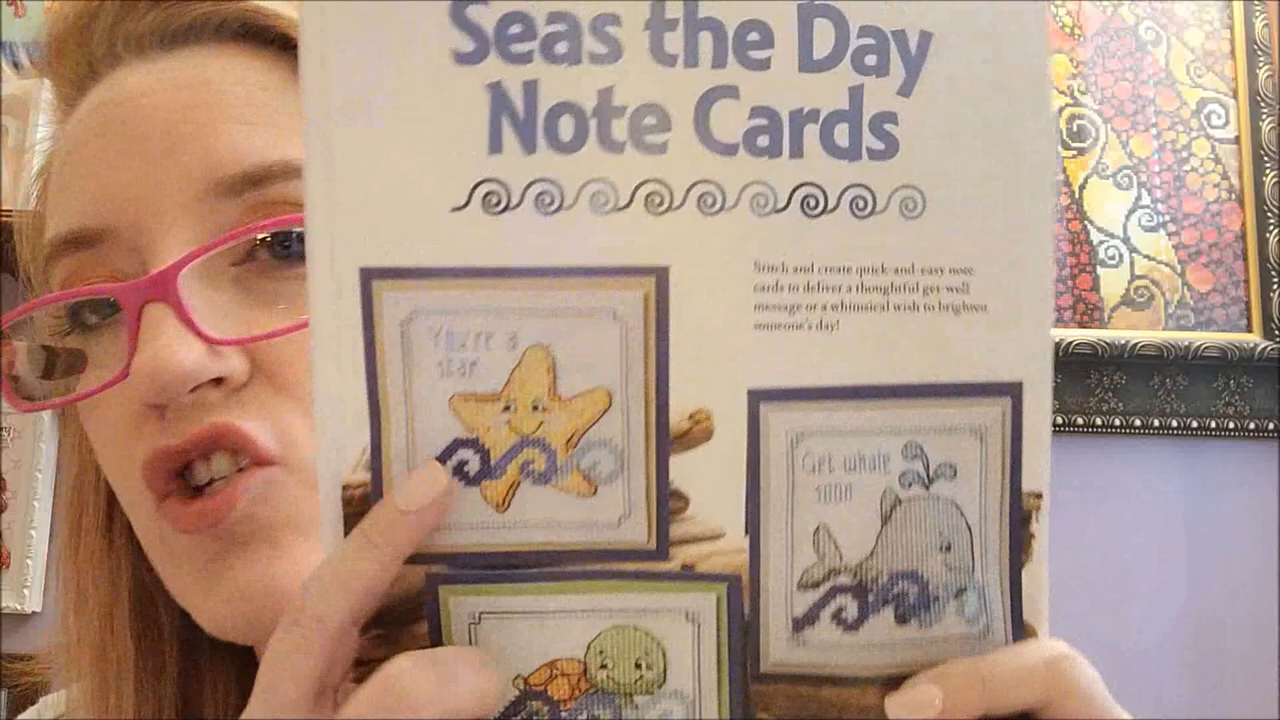 Seas the Day
Note Cards
Stitch and create quick-and-easy note
cards to deliver a thoughtful get-well
message or a whimsical wish to brighten
someone's day!
You're a
star
Get whale
soon